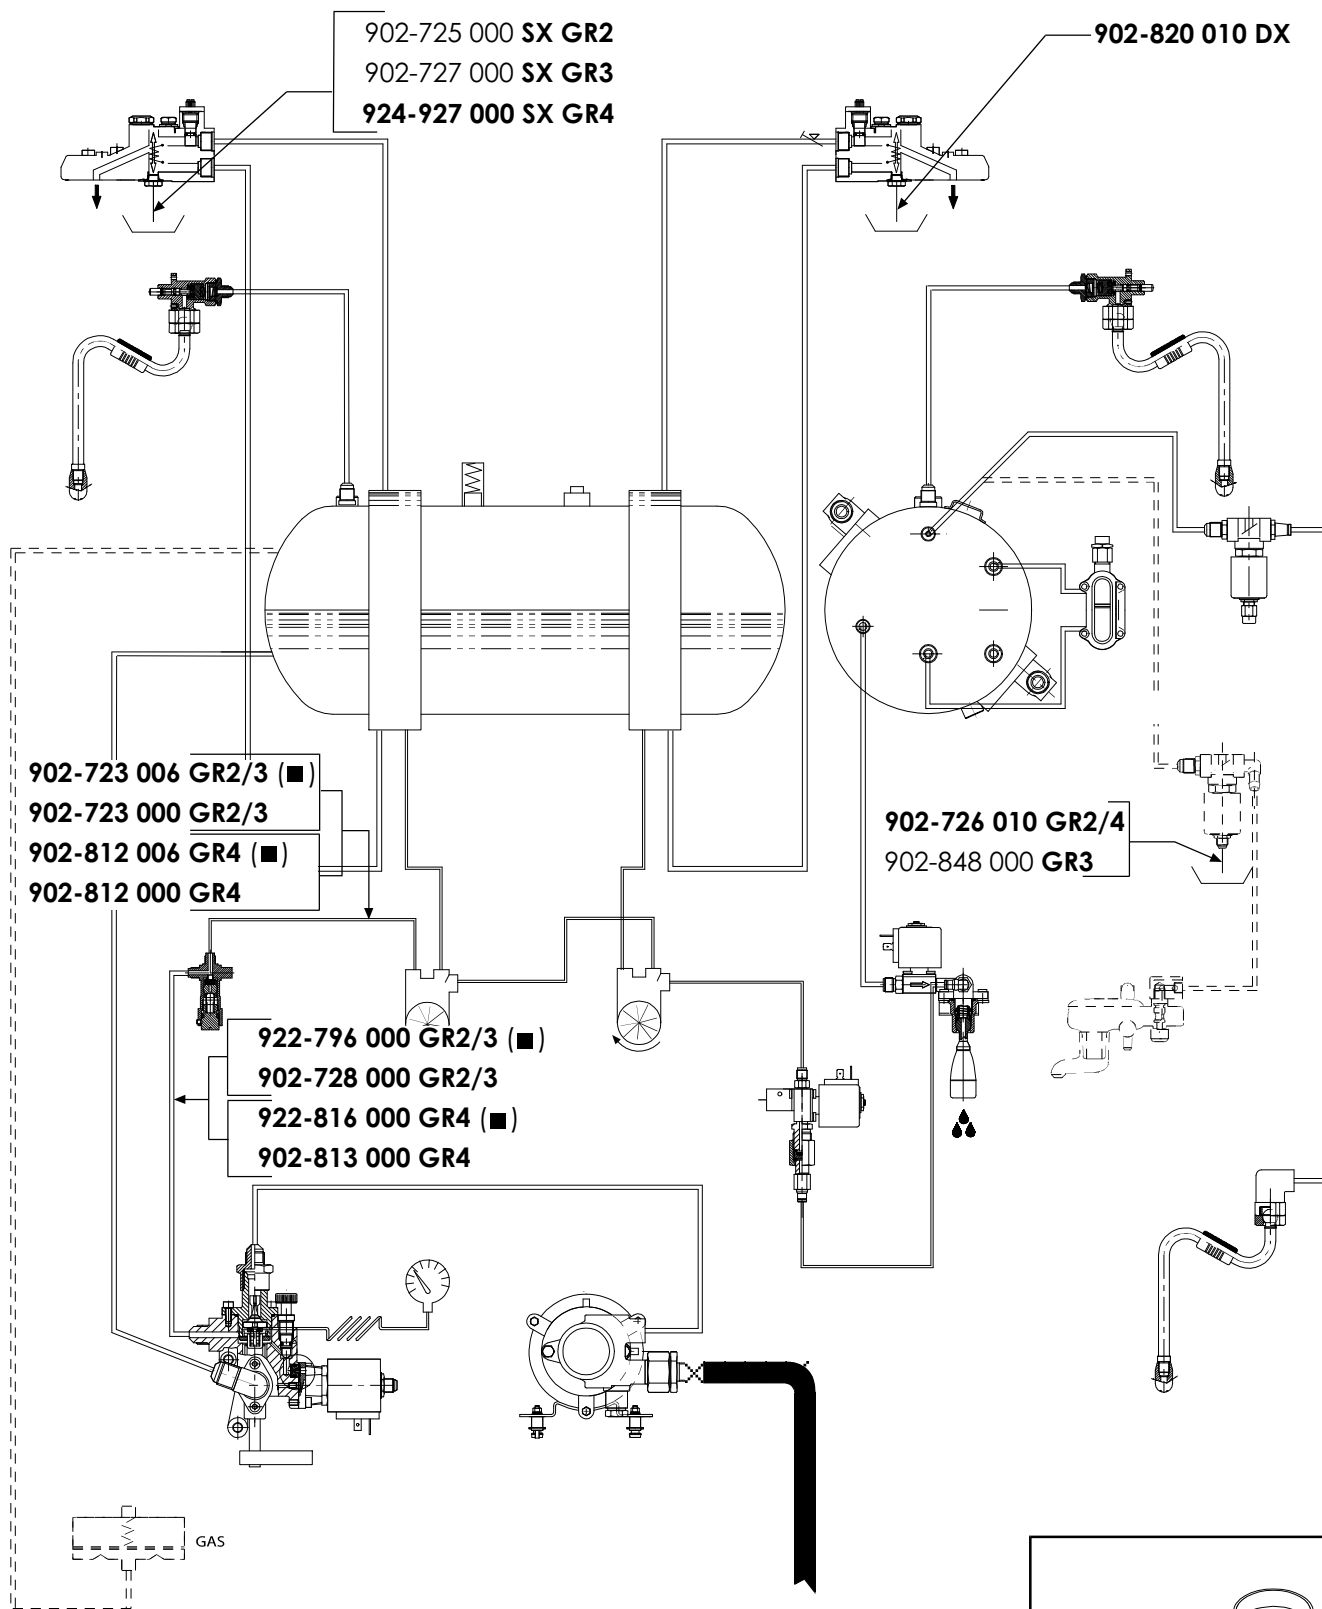 902-725 000 SX GR2
902-727 000 SX GR3
924-927 000 SX GR4
902-820 010 DX
902-723 006 GR2/3 (■)
902-723 000 GR2/3
902-812 006 GR4 (■)
902-812 000 GR4
902-726 010 GR2/4
902-848 000 GR3
922-796 000 GR2/3 (■)
902-728 000 GR2/3
922-816 000 GR4 (■)
902-813 000 GR4
GAS